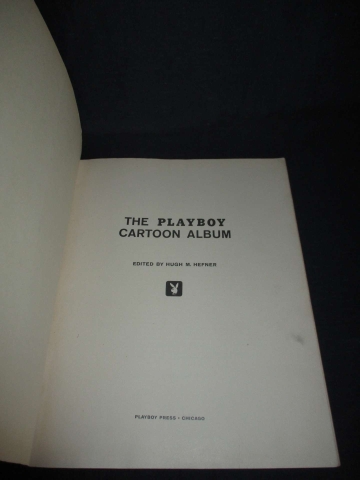 THE PLAYBOY
CARTOON ALBUM
EDITED BY HUGH M. HEFNER
PLAYBOY PRESS • CHICAGO